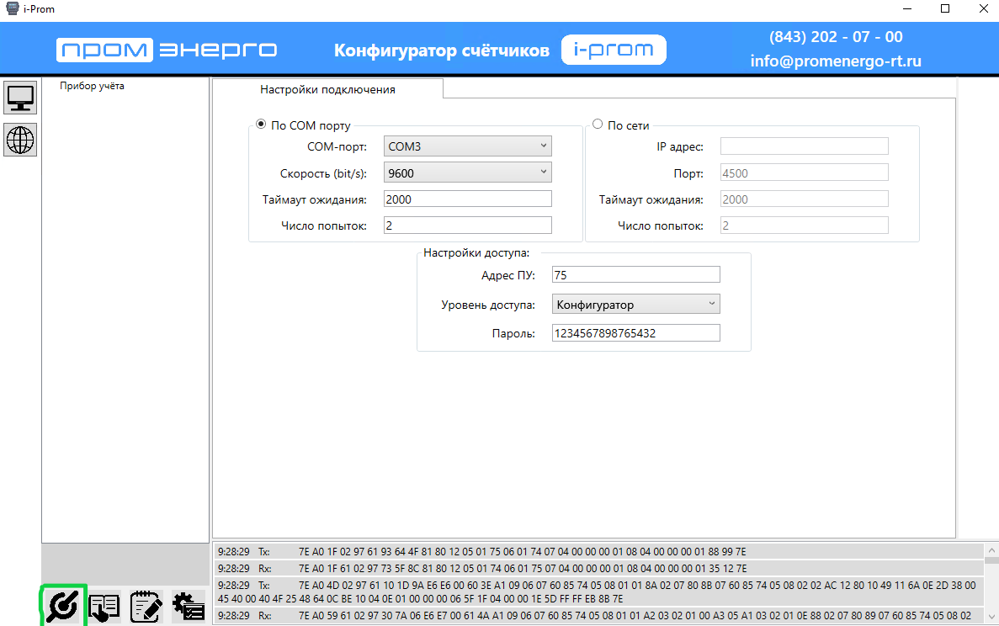 i-Prom
пром энерго
Конфигуратор счётчиков
i-prom
(843) 202 - 07 - 00
info@promenergo-rt.ru
Прибор учёта
Настройки подключения
По COM порту
COM-порт:
COM3
Скорость (bit/s):
9600
Таймаут ожидания:
2000
Число попыток:
2
По сети
IP адрес:
Порт:
4500
Таймаут ожидания:
2000
Число попыток:
2
Настройки доступа:
Адрес ПУ:
75
Уровень доступа:
Конфигуратор
Пароль:
1234567898765432
9:28:29 Tx: 7E A0 1F 02 97 61 93 64 4F 81 80 12 05 01 75 06 01 74 07 04 00 00 00 01 08 04 00 00 00 01 88 99 7E
9:28:29 Rx: 7E A0 1F 61 02 97 73 5F 8C 81 80 12 05 01 74 06 01 75 07 04 00 00 00 01 08 04 00 00 00 01 35 12 7E
9:28:29 Tx: 7E A0 4D 02 97 61 10 1D 9A E6 E6 00 60 3E A1 09 06 07 60 85 74 05 08 01 01 8A 02 07 80 8B 07 60 85 74 05 08 02 02 AC 12 80 10 49 11 6A 0E 2D 38 00
45 40 00 40 4F 25 48 64 0C BE 10 04 0E 01 00 00 00 06 5F 1F 04 00 00 1E 5D FF FF EB 8B 7E
9:28:29 Rx: 7E A0 59 61 02 97 30 7A 06 E6 E7 00 61 4A A1 09 06 07 60 85 74 05 08 01 01 A2 03 02 01 00 A3 05 A1 03 02 01 0E 88 02 07 80 89 07 60 85 74 05 08 02